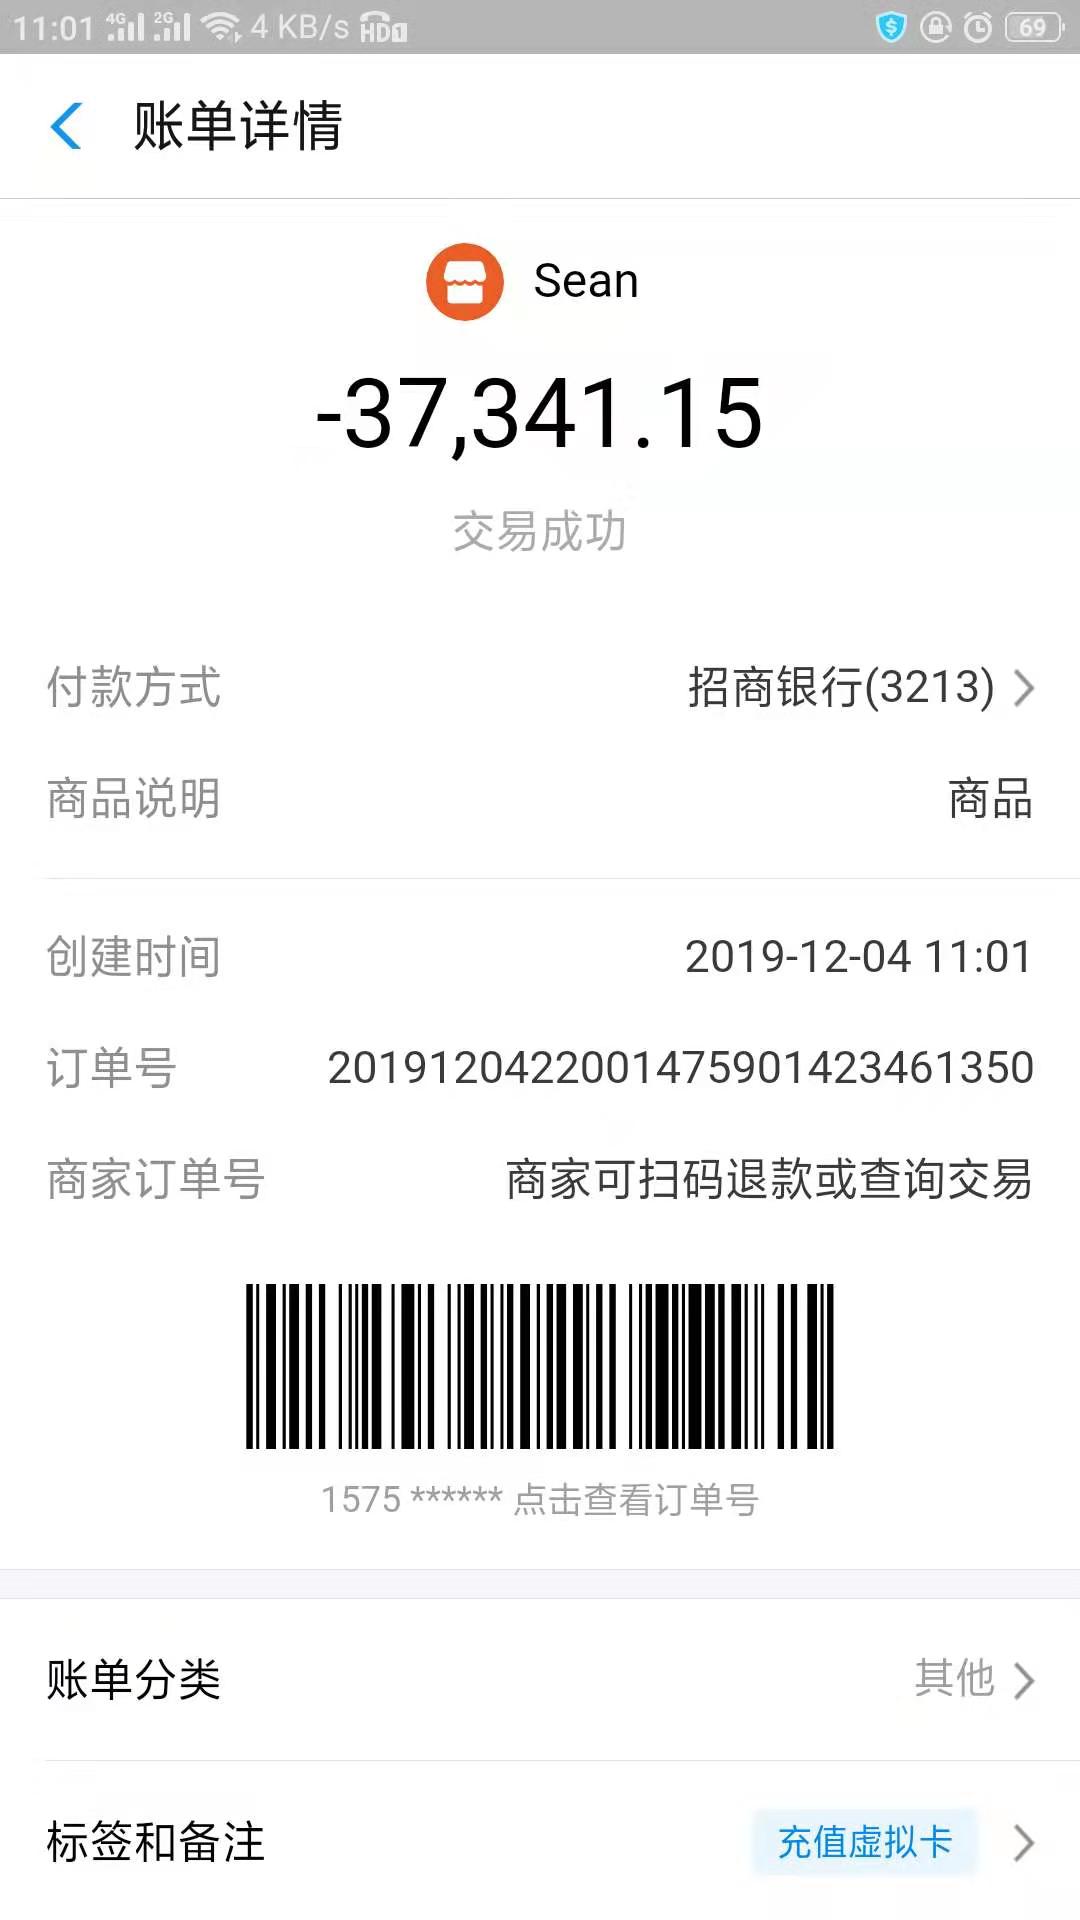 11:01 4G 2G 4 KB/s HD1 69
账单详情
Sean
-37,341.15
交易成功
付款方式 招商银行(3213)
商品说明 商品
创建时间 2019-12-04 11:01
订单号 2019120422001475901423461350
商家订单号 商家可扫码退款或查询交易
1575 ****** 点击查看订单号
账单分类 其他
标签和备注 充值虚拟卡